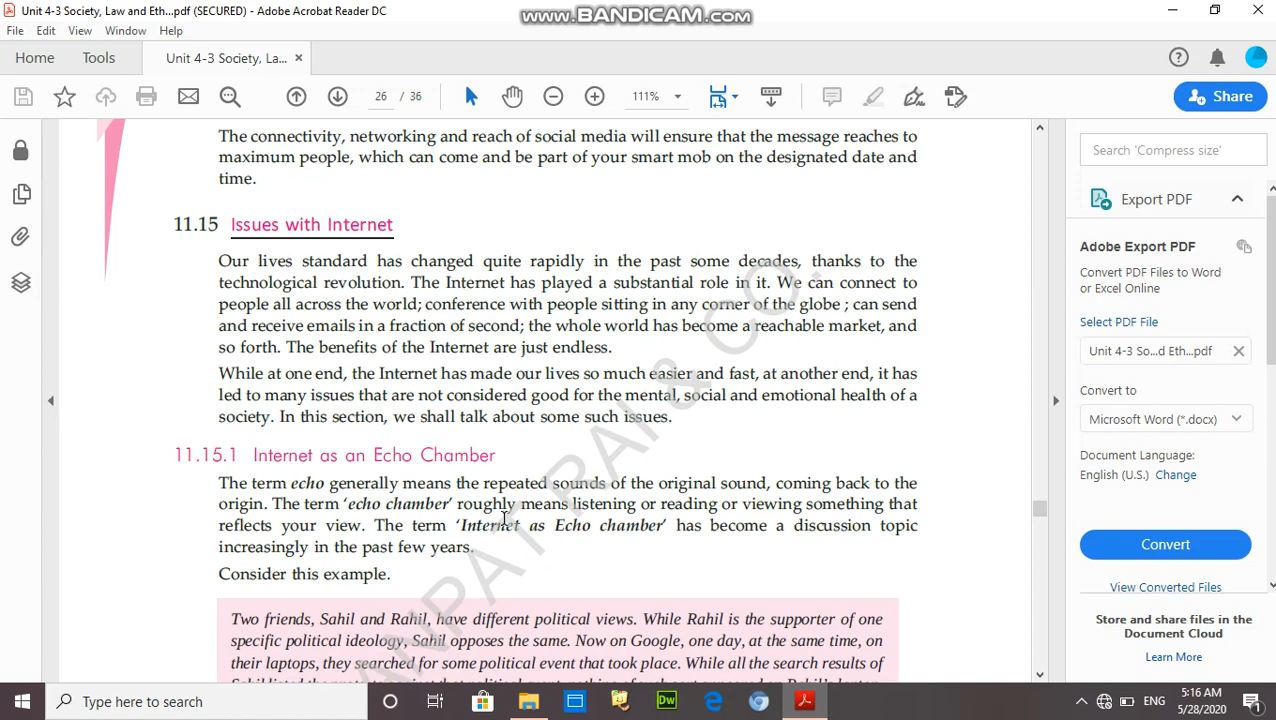 Unit 4-3 Society, Law and Eth...pdf (SECURED) - Adobe Acrobat Reader DC
www.BANDICAM.com
File Edit View Window Help
Home Tools Unit 4-3 Society, La... ×
26 / 36 111% Share
The connectivity, networking and reach of social media will ensure that the message reaches to
maximum people, which can come and be part of your smart mob on the designated date and
time.
11.15 Issues with Internet
Our lives standard has changed quite rapidly in the past some decades, thanks to the
technological revolution. The Internet has played a substantial role in it. We can connect to
people all across the world; conference with people sitting in any corner of the globe ; can send
and receive emails in a fraction of second; the whole world has become a reachable market, and
so forth. The benefits of the Internet are just endless.
While at one end, the Internet has made our lives so much easier and fast, at another end, it has
led to many issues that are not considered good for the mental, social and emotional health of a
society. In this section, we shall talk about some such issues.
11.15.1 Internet as an Echo Chamber
The term echo generally means the repeated sounds of the original sound, coming back to the
origin. The term ‘echo chamber’ roughly means listening or reading or viewing something that
reflects your view. The term ‘Internet as Echo chamber’ has become a discussion topic
increasingly in the past few years.
Consider this example.
Two friends, Sahil and Rahil, have different political views. While Rahil is the supporter of one
specific political ideology, Sahil opposes the same. Now on Google, one day, at the same time, on
their laptops, they searched for some political event that took place. While all the search results of
ANPAT RAI & CO.
Search 'Compress size'
Export PDF
Adobe Export PDF
Convert PDF Files to Word
or Excel Online
Select PDF File
Unit 4-3 So...d Eth...pdf
Convert to
Microsoft Word (*.docx)
Document Language:
English (U.S.) Change
Convert
View Converted Files
Store and share files in the
Document Cloud
Learn More
Type here to search
Dw
ENG
5:16 AM
5/28/2020
1